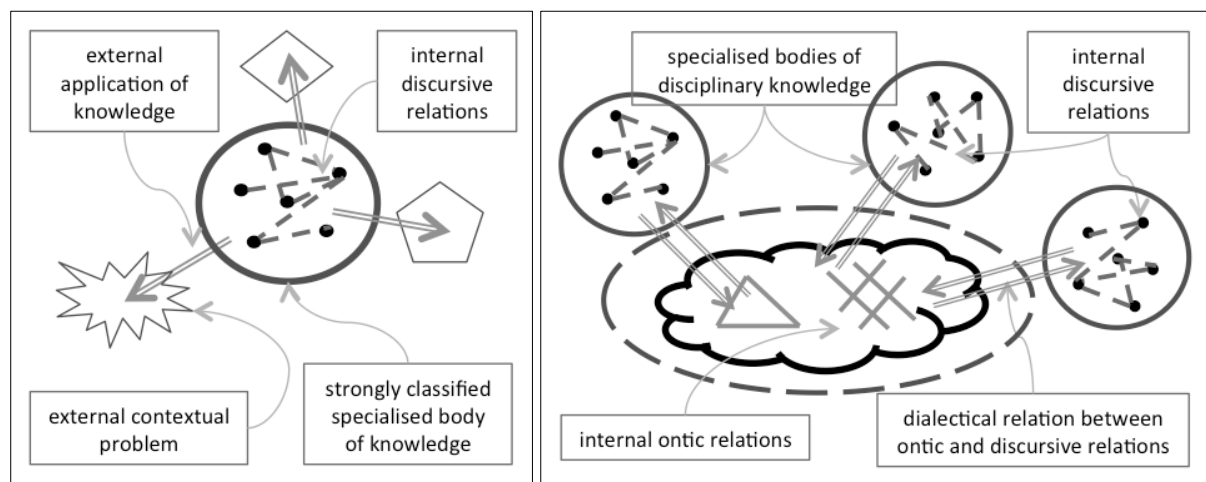 external
application of
knowledge
internal
discursive
relations
external contextual
problem
strongly classified
specialised body
of knowledge
specialised bodies of
disciplinary knowledge
internal
discursive
relations
internal ontic relations
dialectical relation between
ontic and discursive relations